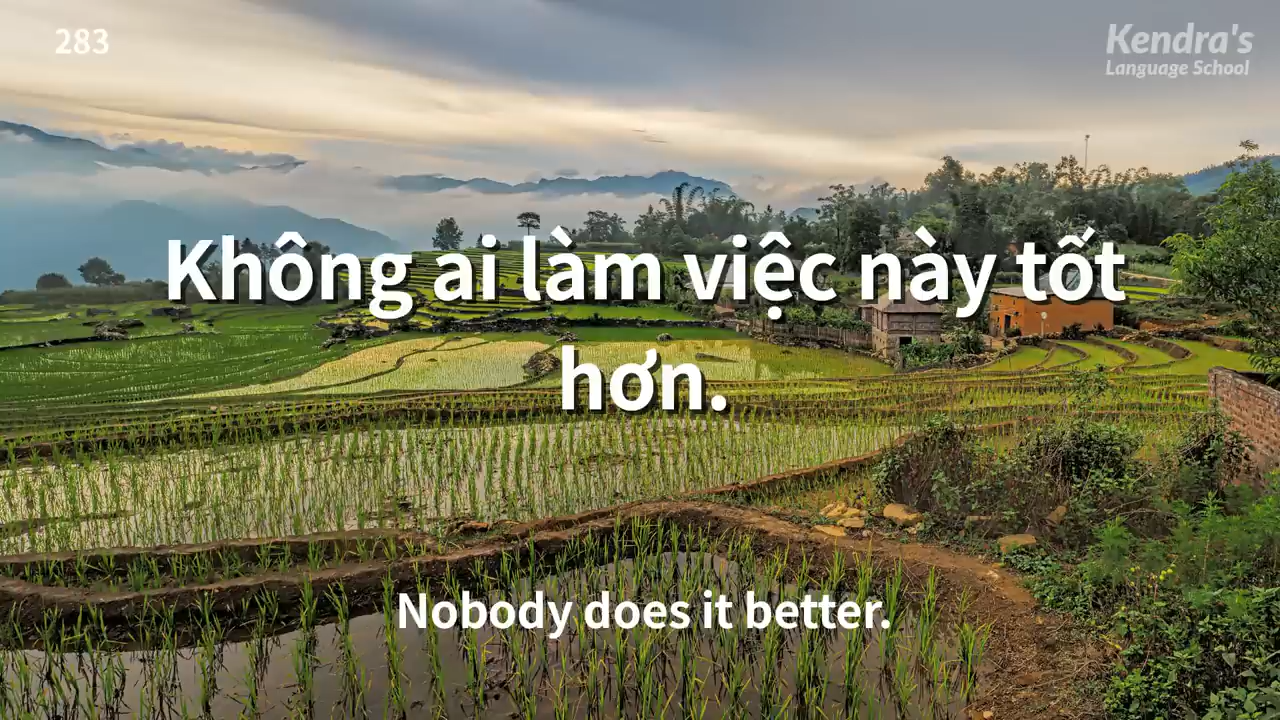 283
Kendra's
Language School
Không ai làm việc này tốt
hơn.
Nobody does it better.